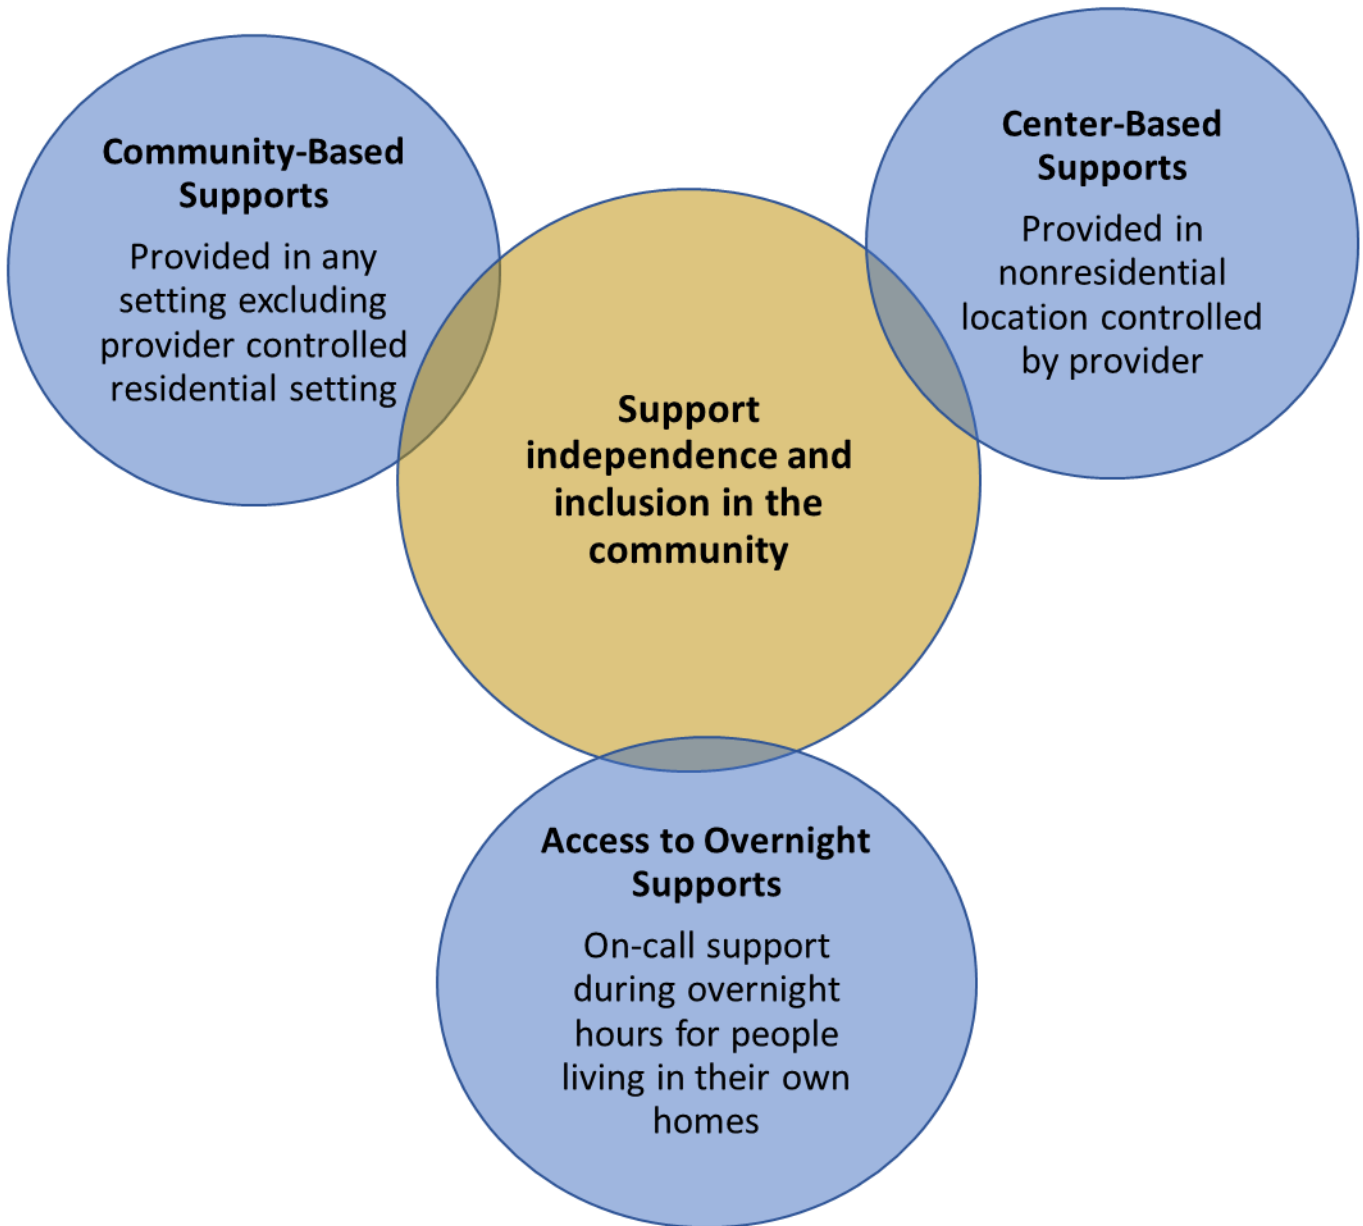 Community-Based
Supports
Provided in any
setting excluding
provider controlled
residential setting
Center-Based
Supports
Provided in
nonresidential
location controlled
by provider
Support
independence and
inclusion in the
community
Access to Overnight
Supports
On-call support
during overnight
hours for people
living in their own
homes